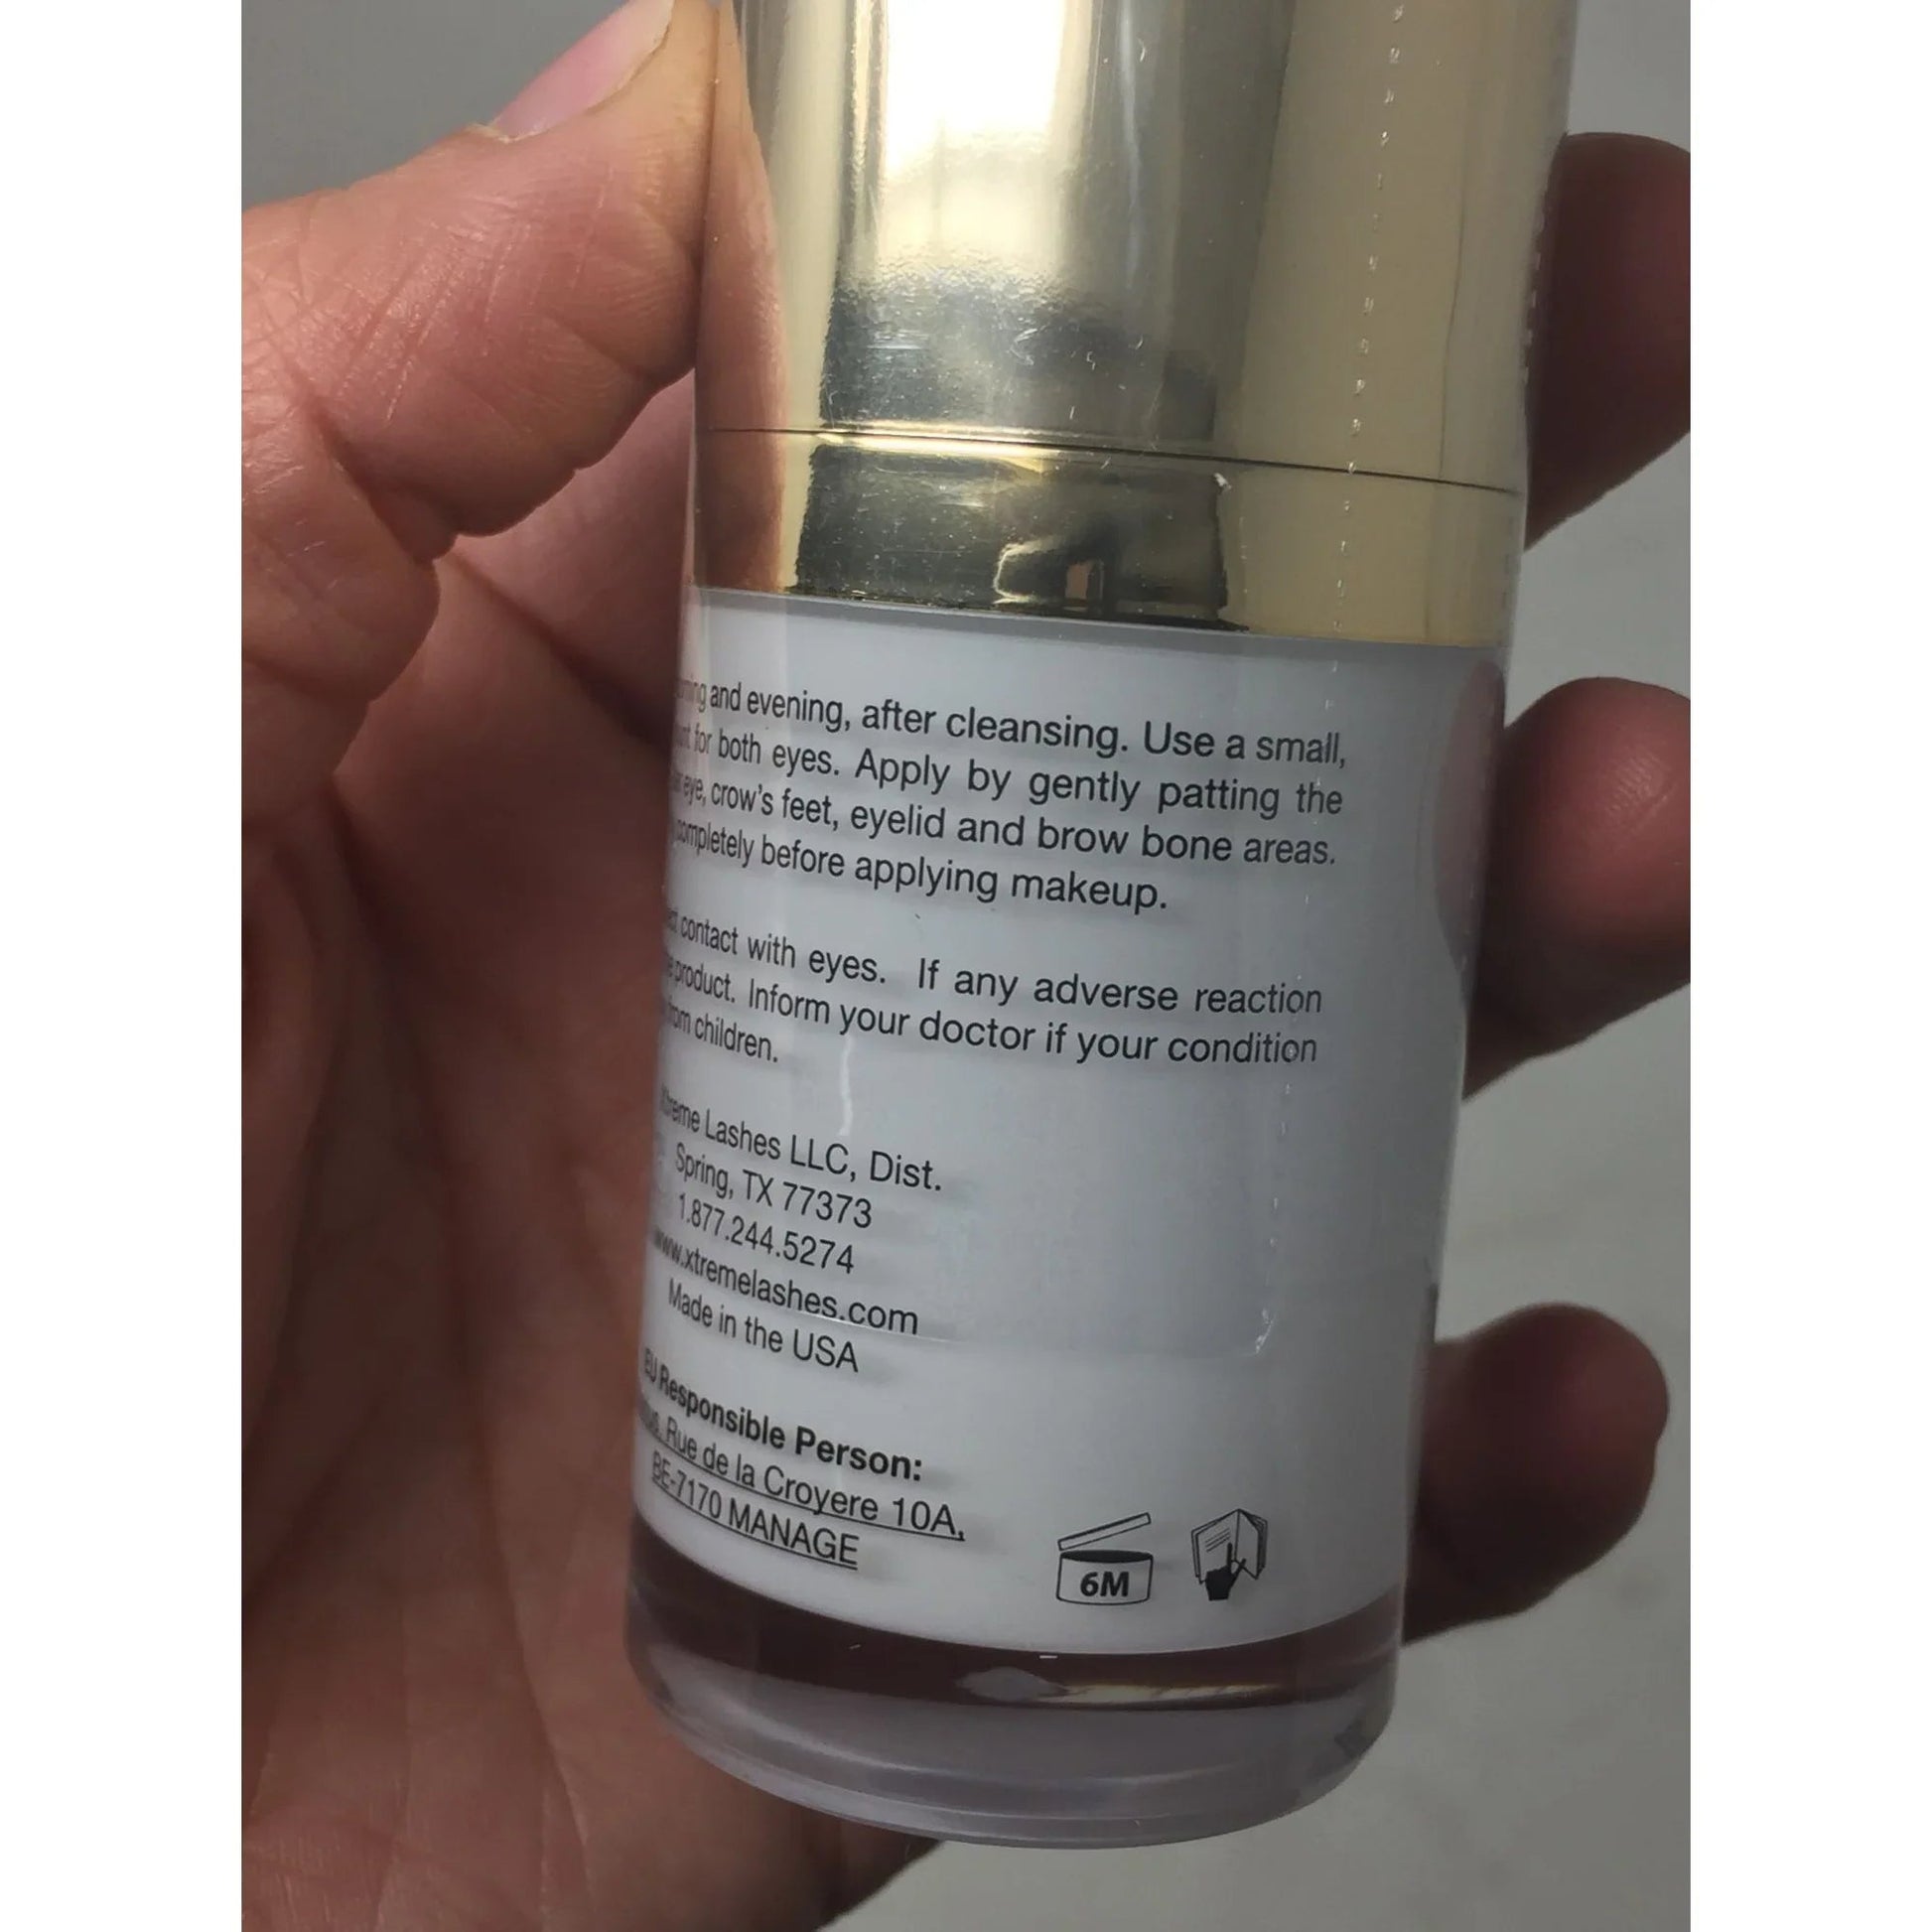 and evening, after cleansing. Use a small,
for both eyes. Apply by gently patting the
eye, crow's feet, eyelid and brow bone areas.
completely before applying makeup.
contact with eyes. If any adverse reaction
product. Inform your doctor if your condition
from children.
Xtreme Lashes LLC, Dist.
Spring, TX 77373
1.877.244.5274
www.xtremelashes.com
Made in the USA
EU Responsible Person:
Rue de la Croyere 10A,
BE-7170 MANAGE
6M